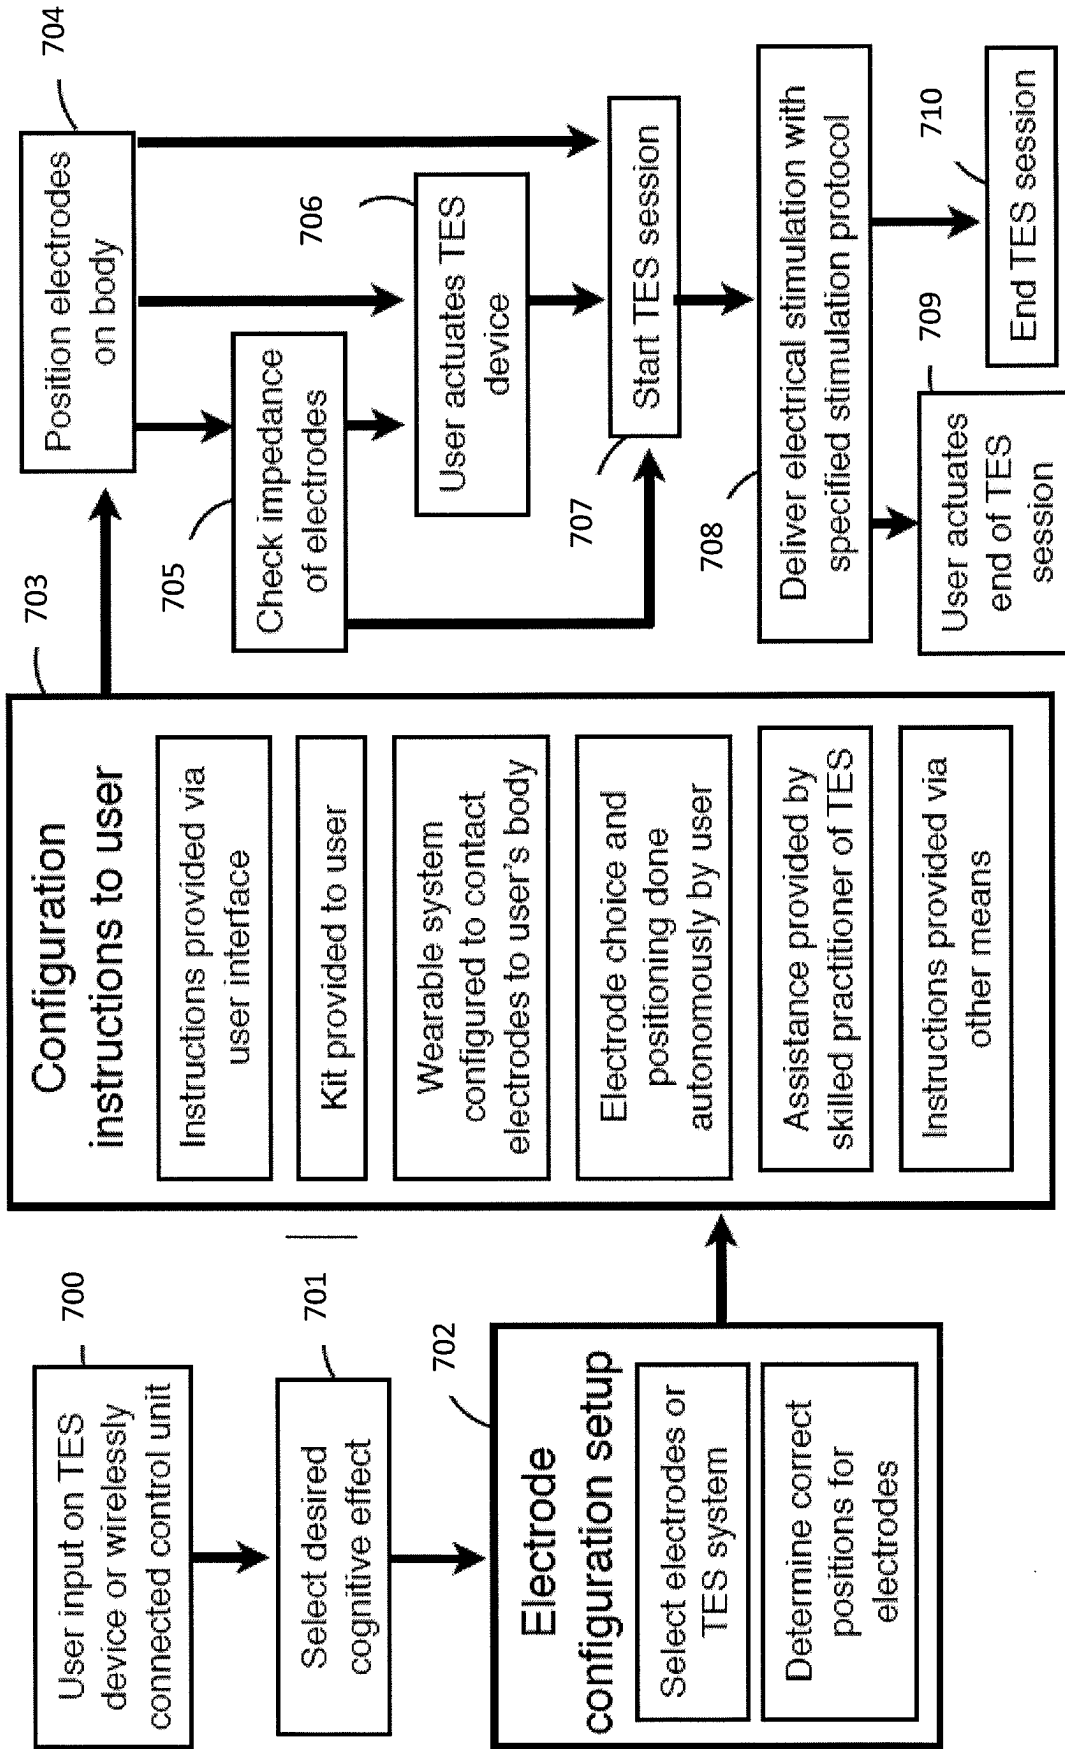 700
User input on TES
device or wirelessly
connected control unit
701
Select desired
cognitive effect
702
Electrode
configuration setup
Select electrodes or
TES system
Determine correct
positions for
electrodes
703
Configuration
instructions to user
Instructions provided via
user interface
Kit provided to user
Wearable system
configured to contact
electrodes to user's body
Electrode choice and
positioning done
autonomously by user
Assistance provided by
skilled practitioner of TES
Instructions provided via
other means
704
Position electrodes
on body
705
Check impedance
of electrodes
706
User actuates TES
device
707
Start TES session
708
Deliver electrical stimulation with
specified stimulation protocol
709
User actuates
end of TES
session
710
End TES session